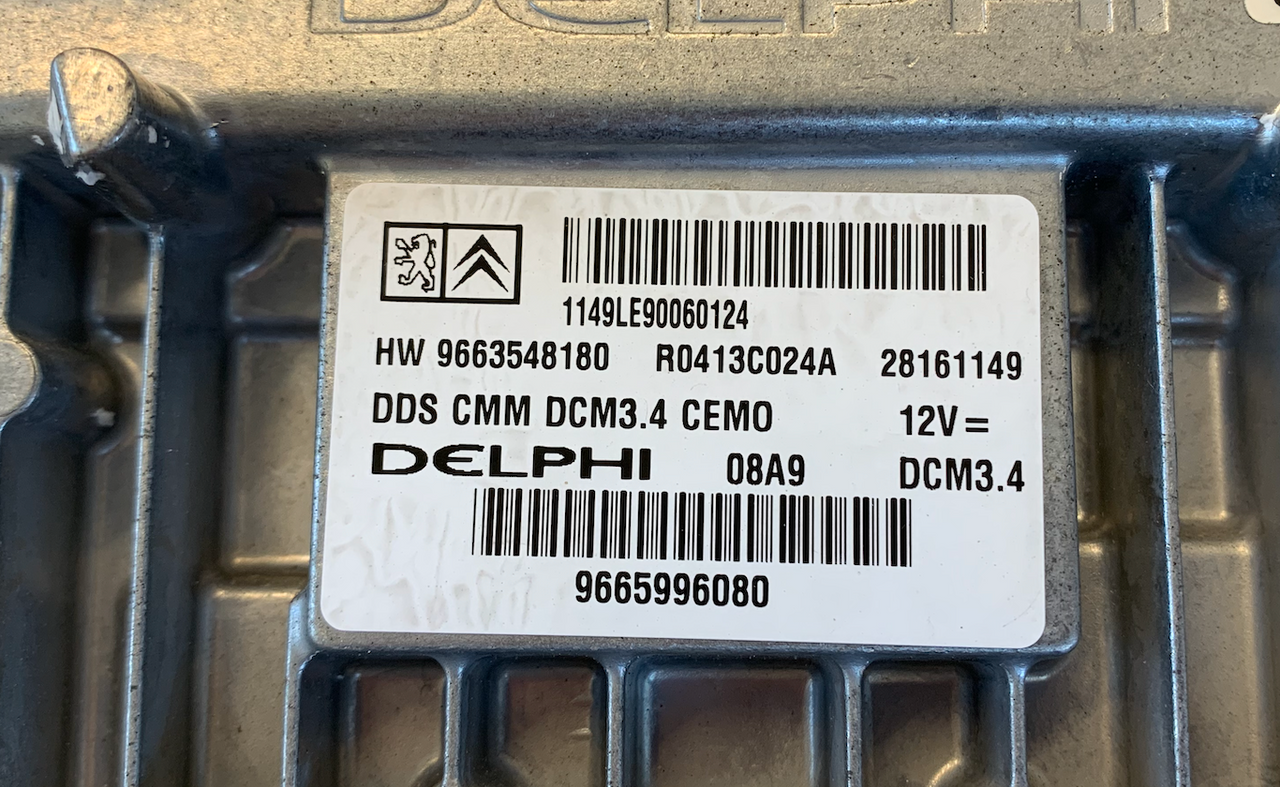 DELPHI
1149LE90060124
HW 9663548180 R0413C024A 28161149
DDS CMM DCM3.4 CEMO 12V=
DELPHI 08A9 DCM3.4
9665996080